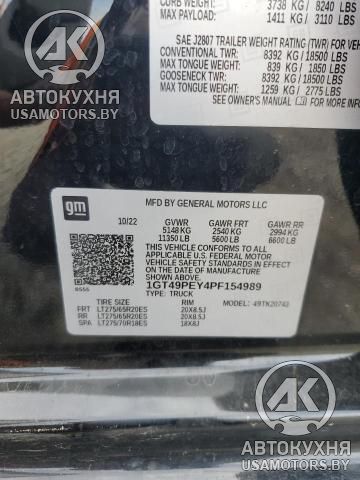 CURB WEIGHT: 3738 KG / 8240 LBS
MAX PAYLOAD: 1411 KG / 3110 LBS
SAE J2807 TRAILER WEIGHT RATING (TWR) FOR VEH
CONVENTIONAL TWR: 8392 KG /18500 LBS
MAX TONGUE WEIGHT: 839 KG / 1850 LBS
GOOSENECK TWR: 8392 KG /18500 LBS
MAX TONGUE WEIGHT: 1259 KG / 2775 LBS
SEE OWNER'S MANUAL FOR
АВТОКУХНЯ
USAMOTORS.BY
gm
MFD BY GENERAL MOTORS LLC
10/22 GVWR GAWR FRT GAWR RR
5148 KG 2540 KG 2994 KG
11350 LB 5600 LB 6600 LB
THIS VEHICLE CONFORMS TO ALL APPLICABLE
U.S. FEDERAL MOTOR VEHICLE SAFETY
STANDARDS IN EFFECT ON THE DATE OF
MANUFACTURE SHOWN ABOVE.
1GT49PEY4PF154989
TYPE: TRUCK
TIRE SIZE RIM MODEL: 49TK20743
FRT LT275/65R20ES 20X8.5J
RR LT275/65R20ES 20X8.5J
SPA LT275/70R18ES 18X8J
АВТОКУХНЯ
USAMOTORS.BY